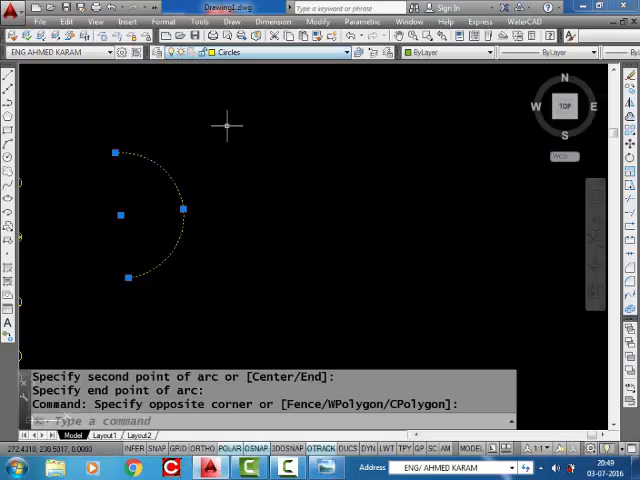 Drawing1.dwg
Type a keyword or phrase
Sign In
File Edit View Insert Format Tools Draw Dimension Modify Parametric Window Express WaterCAD
ENG AHMED KARAM
Circles
ByLayer
ByLayer
N
W TOP E
S
WCS
Specify second point of arc or [Center/End]:
Specify end point of arc:
Command: Specify opposite corner or [Fence/WPolygon/CPolygon]:
Type a command
Model Layout1 Layout2
INFER SNAP GRID ORTHO POLAR OSNAP 3DOSNAP OTRACK DUCS DYN LWT TPY QP SC AM
MODEL
1:1
Address ENG/ AHMED KARAM
20:49
03-07-2016